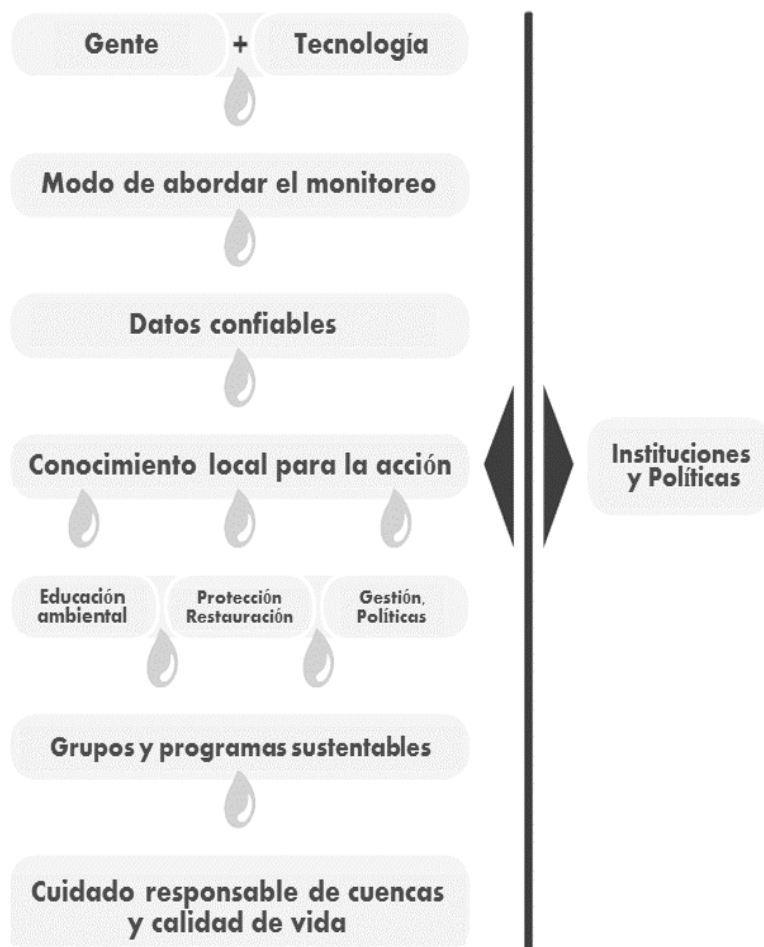 Gente + Tecnología
Modo de abordar el monitoreo
Datos confiables
Conocimiento local para la acción
Instituciones
y Políticas
Educación
ambiental
Protección
Restauración
Gestión,
Políticas
Grupos y programas sustentables
Cuidado responsable de cuencas
y calidad de vida